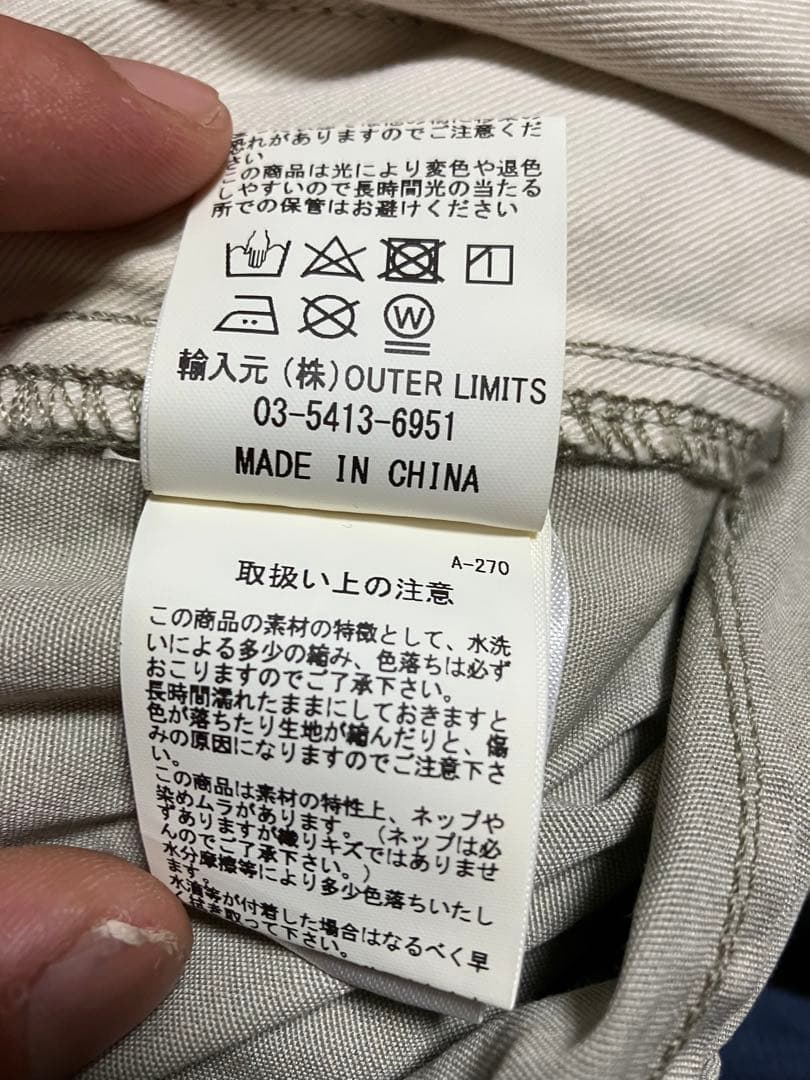 恐れがありますのでご注意くだ
さい
この商品は光により変色や退色
しやすいので長時間光の当たる
所での保管はお避けください
W
輸入元 (株)OUTER LIMITS
03-5413-6951
MADE IN CHINA
A-270
取扱い上の注意
この商品の素材の特徴として、水洗
いによる多少の縮み、色落ちは必ず
おこりますのでご了承下さい。
長時間濡れたままにしておきますと
色が落ちたり生地が縮んだりと、傷
みの原因になりますのでご注意下さ
い。
この商品は素材の特性上、ネップや
染めムラがあります。(ネップは必
ずありますが織りキズではありませ
んのでご了承下さい。)
水分摩擦等により多少色落ちいたし
ます。
水滴等が付着した場合はなるべく早
く拭き取って下さい。